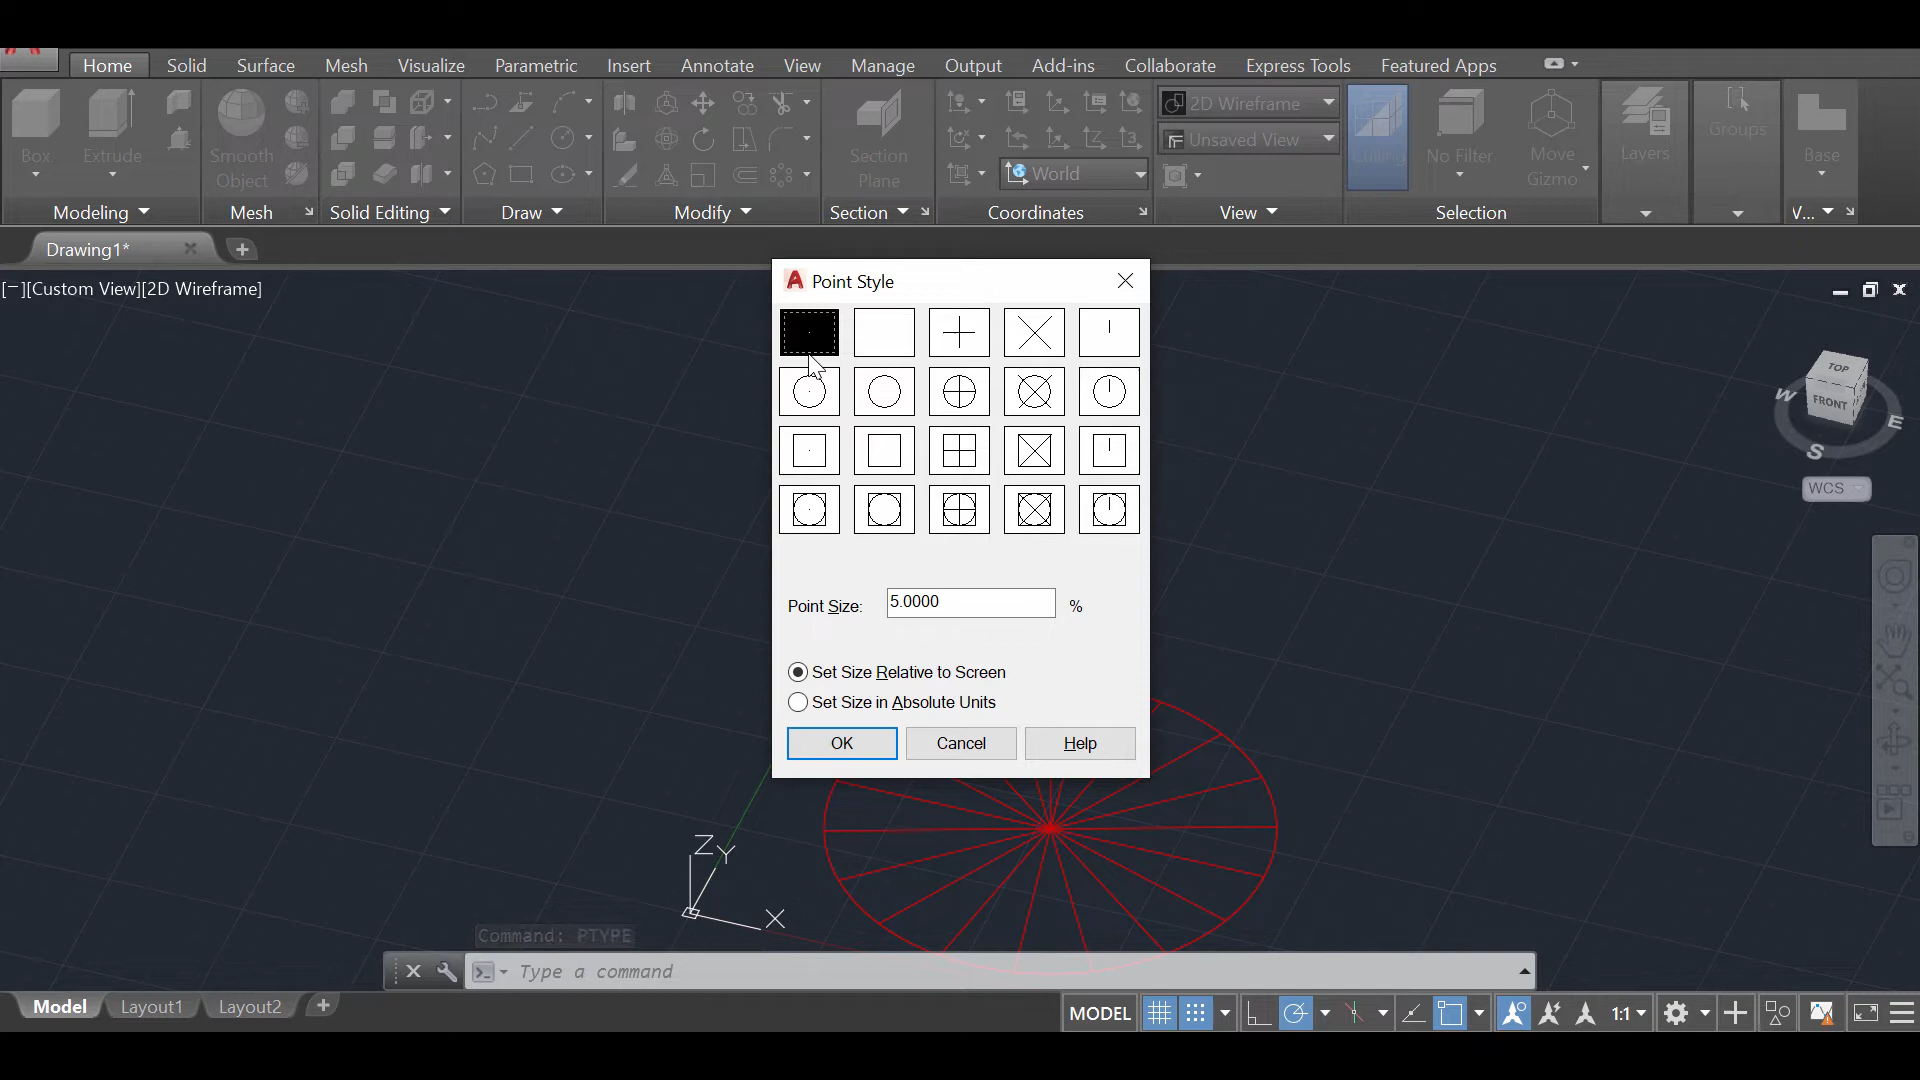 Home Solid Surface Mesh Visualize Parametric Insert Annotate View Manage Output Add-ins Collaborate Express Tools Featured Apps
2D Wireframe
Unsaved View
World
Box Extrude Smooth Object Section Plane Culling No Filter Move Gizmo Layers Groups Base
Modeling Mesh Solid Editing Draw Modify Section Coordinates View Selection V...
Drawing1*
[−][Custom View][2D Wireframe]
Point Style
TOP
FRONT
W
E
S
WCS
Point Size: 5.0000 %
Set Size Relative to Screen
Set Size in Absolute Units
OK Cancel Help
Z
Y
X
Command: PTYPE
Type a command
Model Layout1 Layout2
MODEL 1:1